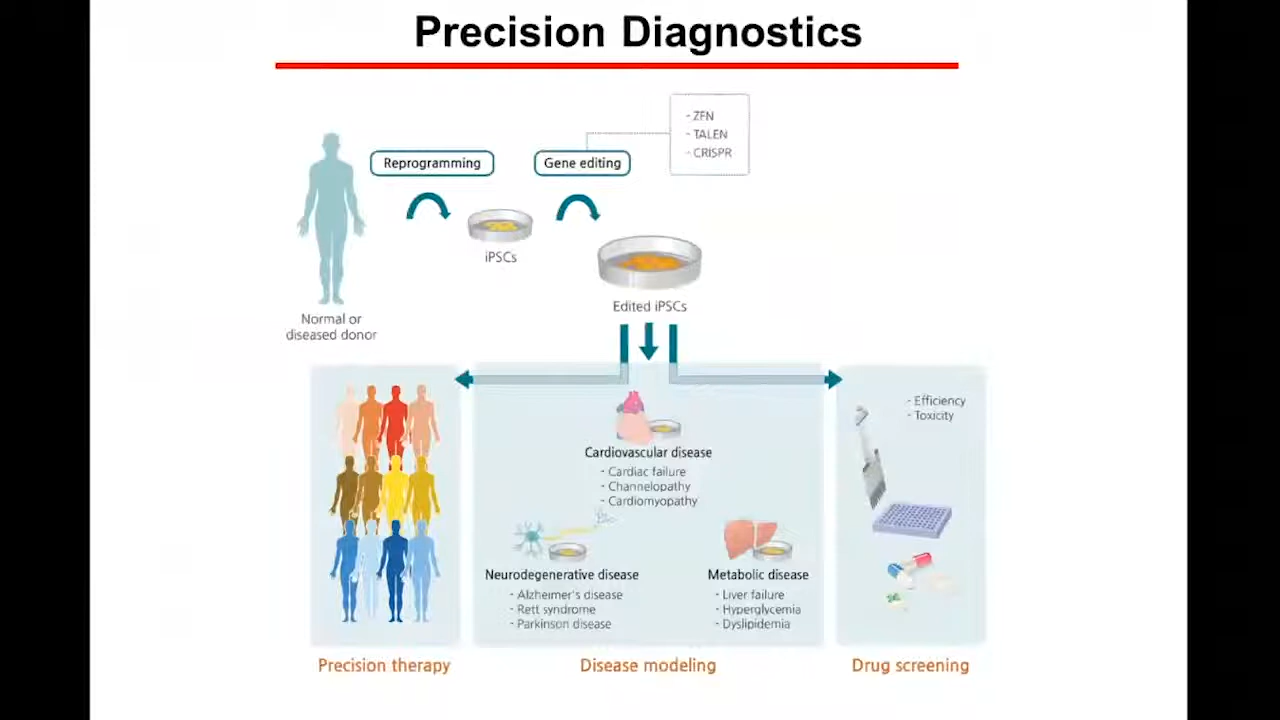 Precision Diagnostics
- ZFN
- TALEN
- CRISPR
Reprogramming
Gene editing
iPSCs
Edited iPSCs
Normal or
diseased donor
- Efficiency
- Toxicity
Cardiovascular disease
- Cardiac failure
- Channelopathy
- Cardiomyopathy
Neurodegenerative disease
- Alzheimer's disease
- Rett syndrome
- Parkinson disease
Metabolic disease
- Liver failure
- Hyperglycemia
- Dyslipidemia
Precision therapy
Disease modeling
Drug screening